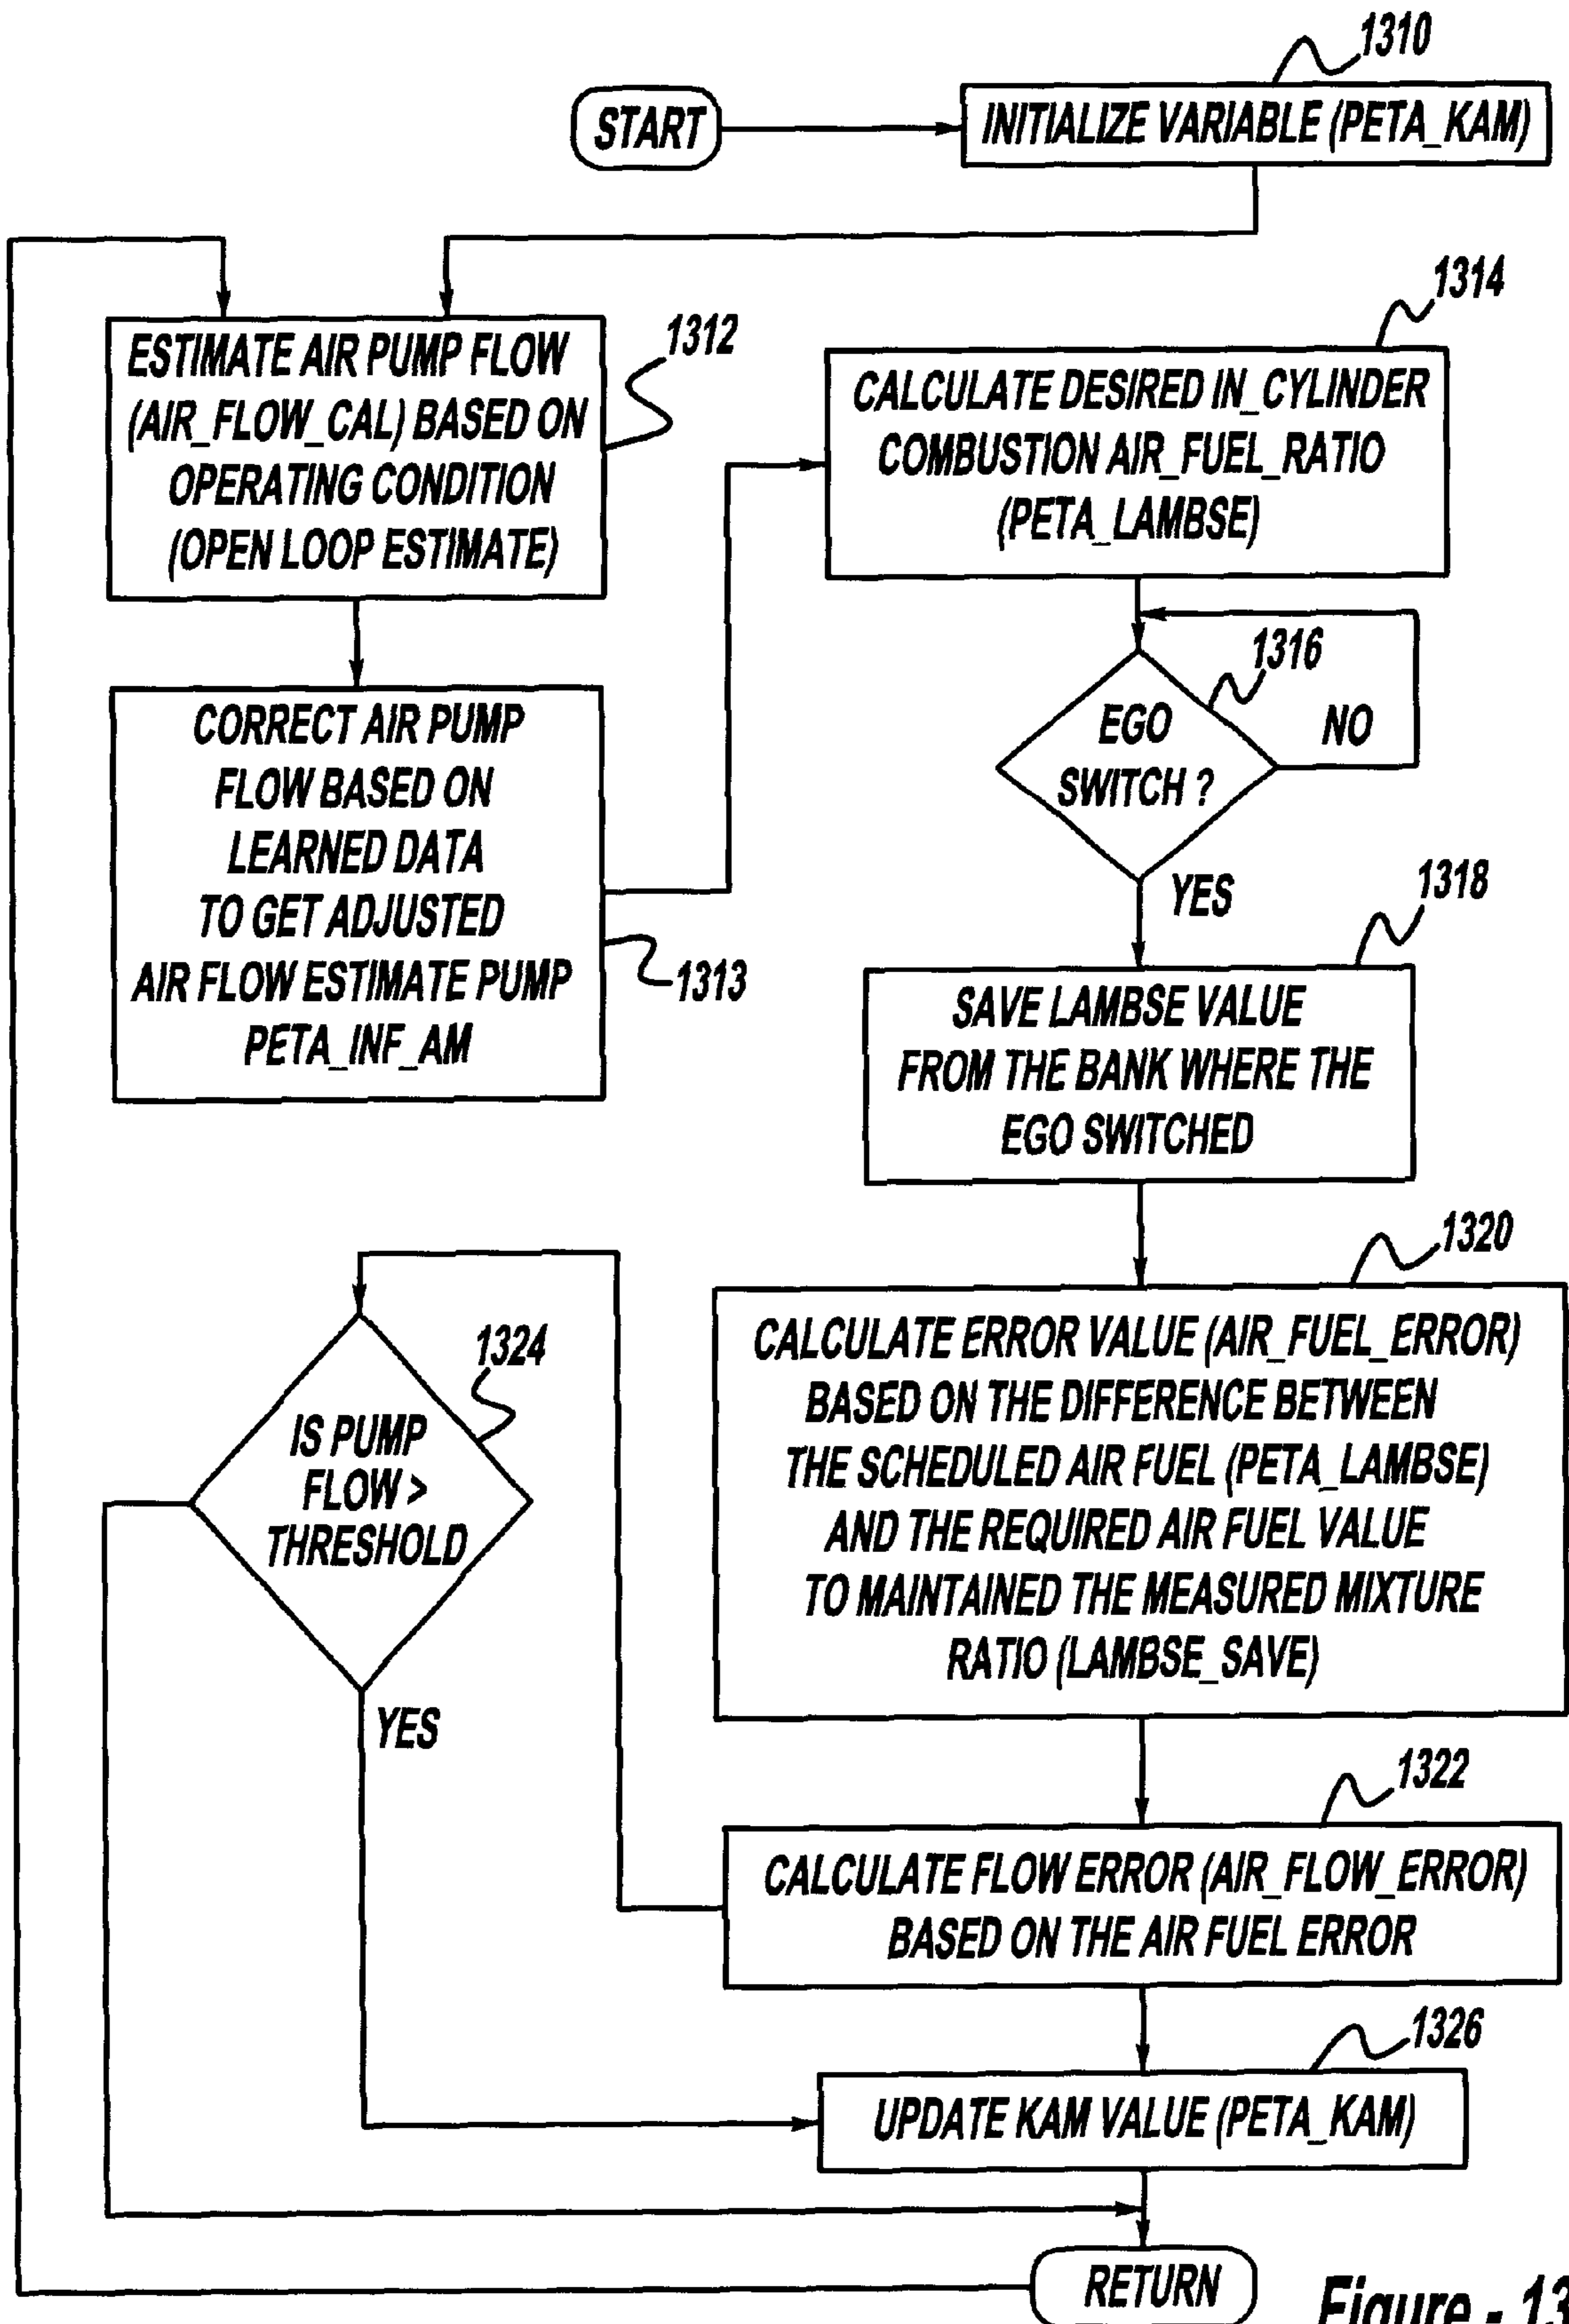 1310
START
INITIALIZE VARIABLE (PETA_KAM)
1312
ESTIMATE AIR PUMP FLOW
(AIR_FLOW_CAL) BASED ON
OPERATING CONDITION
(OPEN LOOP ESTIMATE)
1314
CALCULATE DESIRED IN_CYLINDER
COMBUSTION AIR_FUEL_RATIO
(PETA_LAMBSE)
CORRECT AIR PUMP
FLOW BASED ON
LEARNED DATA
TO GET ADJUSTED
AIR FLOW ESTIMATE PUMP
PETA_INF_AM
1313
1316
EGO
SWITCH ?
NO
YES
1318
SAVE LAMBSE VALUE
FROM THE BANK WHERE THE
EGO SWITCHED
1320
CALCULATE ERROR VALUE (AIR_FUEL_ERROR)
BASED ON THE DIFFERENCE BETWEEN
THE SCHEDULED AIR FUEL (PETA_LAMBSE)
AND THE REQUIRED AIR FUEL VALUE
TO MAINTAINED THE MEASURED MIXTURE
RATIO (LAMBSE_SAVE)
1322
CALCULATE FLOW ERROR (AIR_FLOW_ERROR)
BASED ON THE AIR FUEL ERROR
1324
IS PUMP
FLOW >
THRESHOLD
YES
1326
UPDATE KAM VALUE (PETA_KAM)
RETURN
Figure - 13